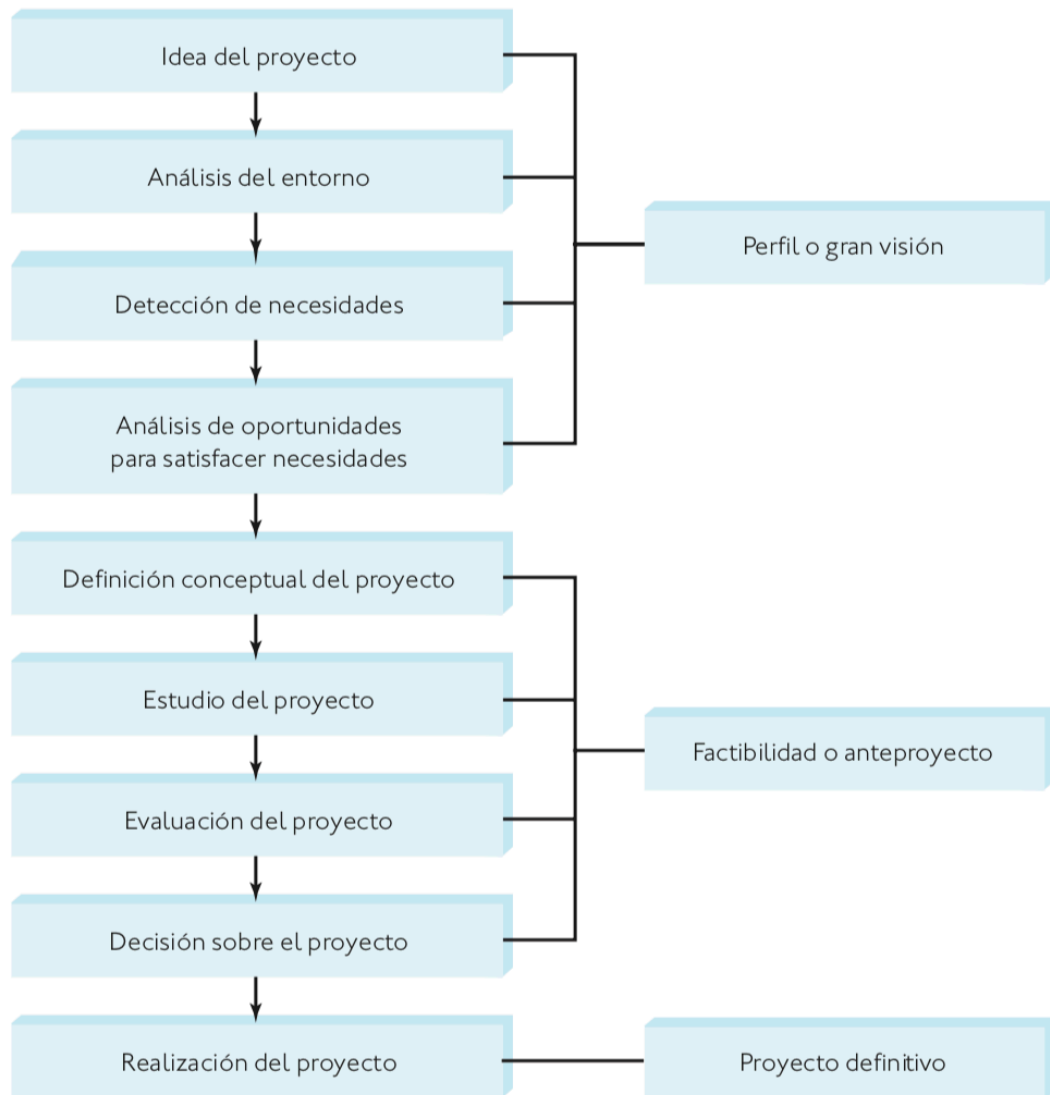 Idea del proyecto
Análisis del entorno
Detección de necesidades
Análisis de oportunidades
para satisfacer necesidades
Perfil o gran visión
Definición conceptual del proyecto
Estudio del proyecto
Evaluación del proyecto
Decisión sobre el proyecto
Factibilidad o anteproyecto
Realización del proyecto
Proyecto definitivo